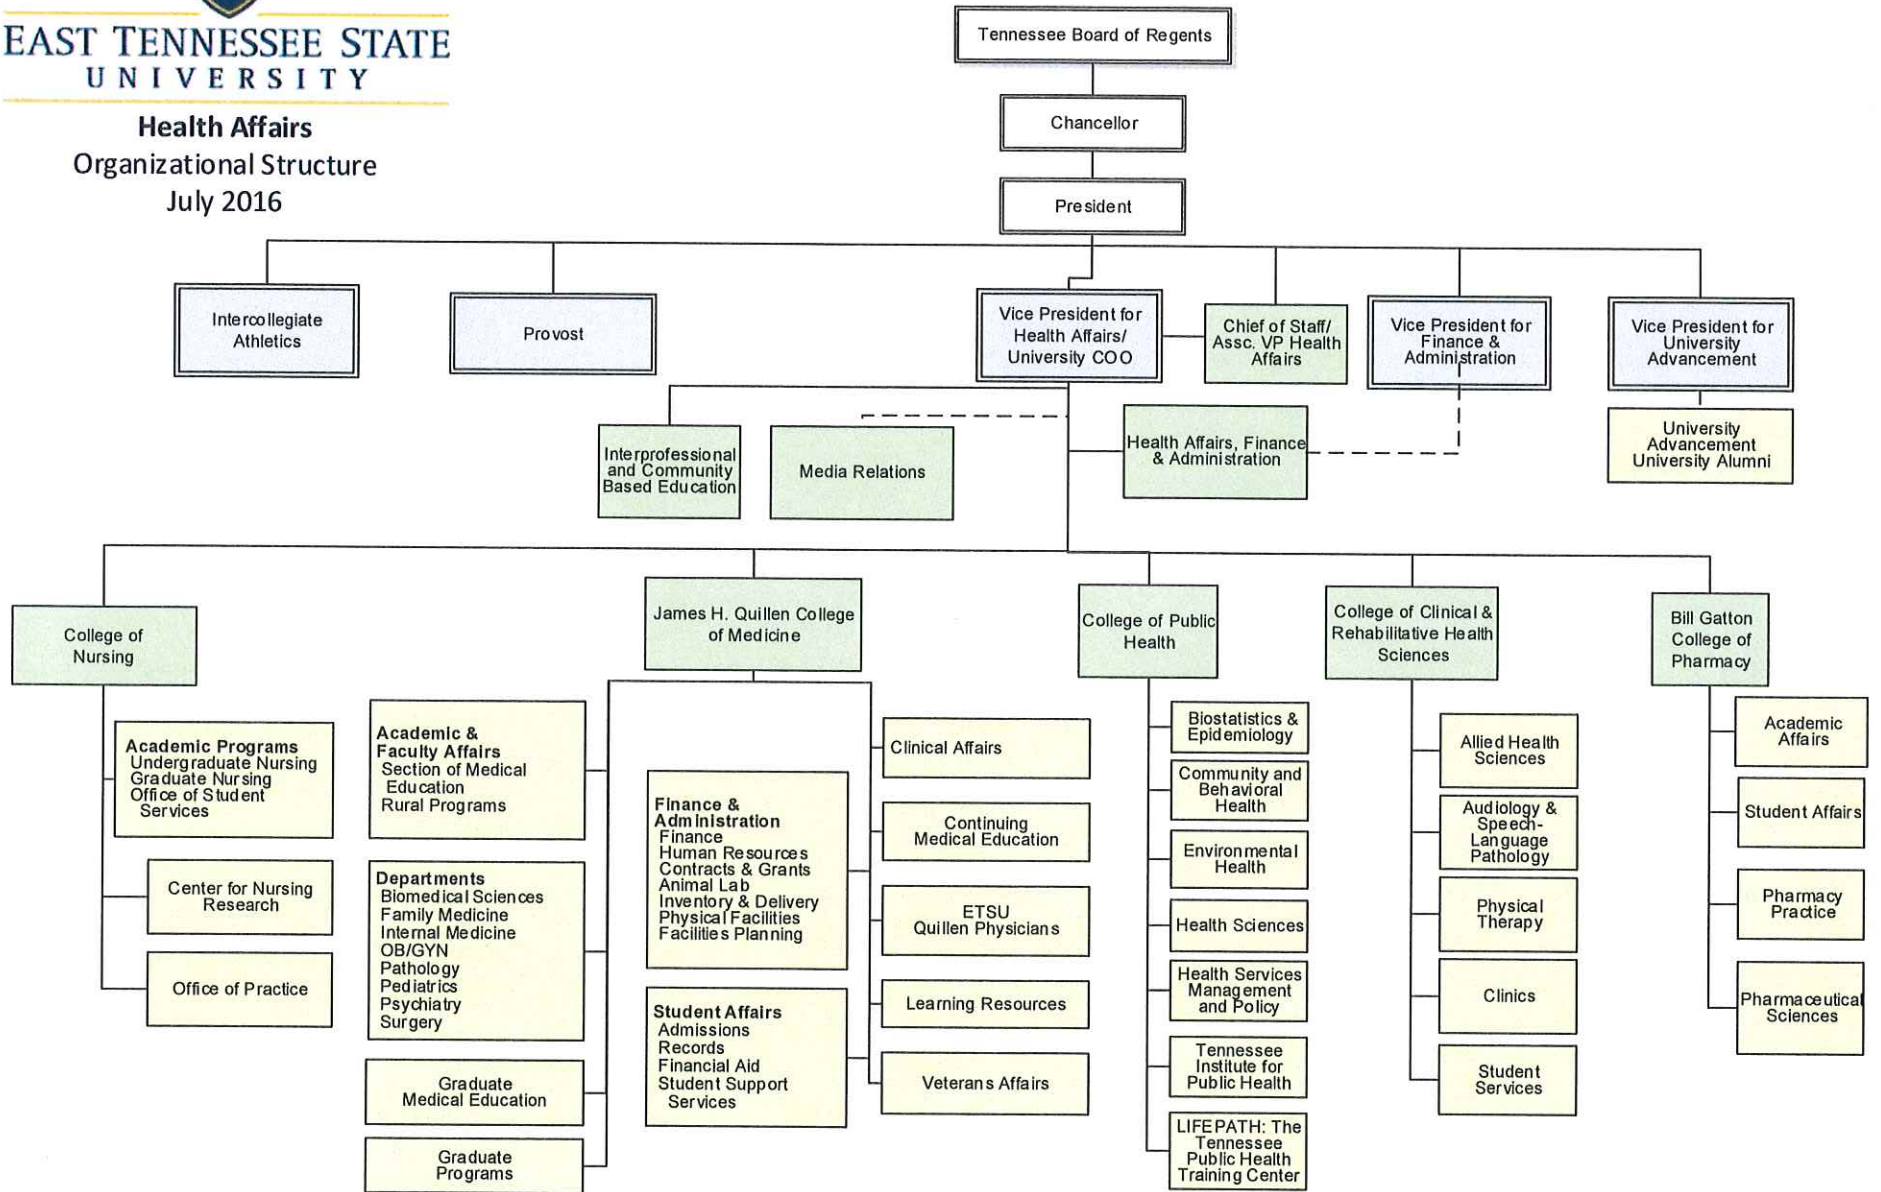 EAST TENNESSEE STATE
UNIVERSITY
Health Affairs
Organizational Structure
July 2016
Tennessee Board of Regents
Chancellor
President
Intercollegiate
Athletics
Provost
Vice President for
Health Affairs/
University COO
Chief of Staff/
Assc. VP Health
Affairs
Vice President for
Finance &
Administration
Vice President for
University
Advancement
Interprofessional
and Community
Based Education
Media Relations
Health Affairs, Finance
& Administration
University
Advancement
University Alumni
College of
Nursing
James H. Quillen College
of Medicine
College of Public
Health
College of Clinical &
Rehabilitative Health
Sciences
Bill Gatton
College of
Pharmacy
Academic Programs
Undergraduate Nursing
Graduate Nursing
Office of Student
Services
Center for Nursing
Research
Office of Practice
Academic &
Faculty Affairs
Section of Medical
Education
Rural Programs
Departments
Biomedical Sciences
Family Medicine
Internal Medicine
OB/GYN
Pathology
Pediatrics
Psychiatry
Surgery
Graduate
Medical Education
Graduate
Programs
Finance &
Administration
Finance
Human Resources
Contracts & Grants
Animal Lab
Inventory & Delivery
Physical Facilities
Facilities Planning
Student Affairs
Admissions
Records
Financial Aid
Student Support
Services
Clinical Affairs
Continuing
Medical Education
ETSU
Quillen Physicians
Learning Resources
Veterans Affairs
Biostatistics &
Epidemiology
Community and
Behavioral
Health
Environmental
Health
Health Sciences
Health Services
Management
and Policy
Tennessee
Institute for
Public Health
LIFEPATH: The
Tennessee
Public Health
Training Center
Allied Health
Sciences
Audiology &
Speech-
Language
Pathology
Physical
Therapy
Clinics
Student
Services
Academic
Affairs
Student Affairs
Pharmacy
Practice
Pharmaceutical
Sciences